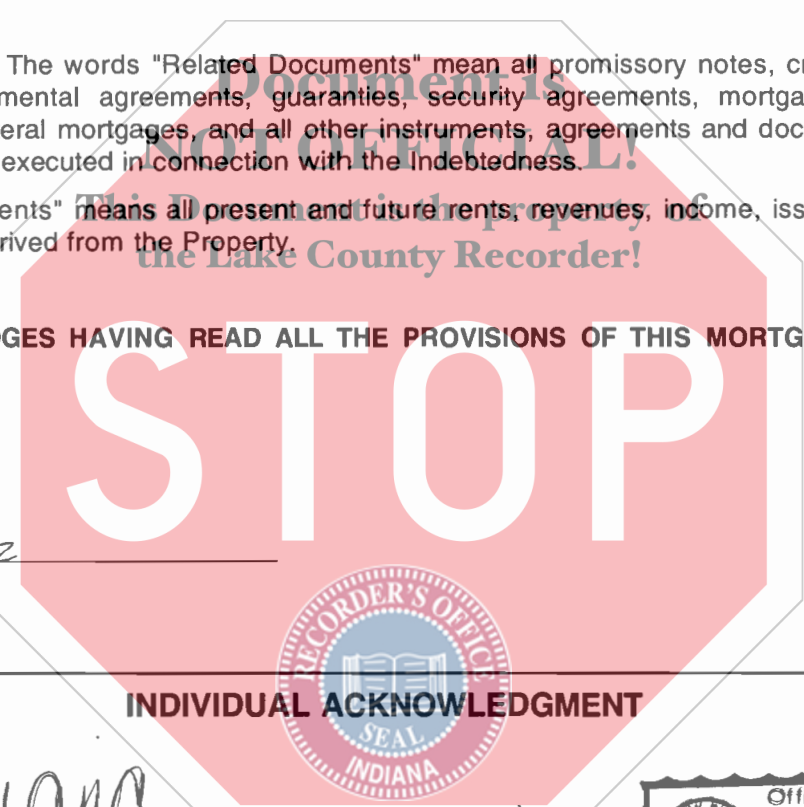 The words "Related Documents" mean all promissory notes, cr
Document is
mental agreements, guaranties, security agreements, mortga
eral mortgages, and all other instruments, agreements and doc
NOT OFFICIAL!
executed in connection with the Indebtedness.
This Document is the property of
ents" means all present and future rents, revenues, income, iss
rived from the Property.
the Lake County Recorder!
GES HAVING READ ALL THE PROVISIONS OF THIS MORTG
STOP
RECORDER'S OFFICE
INDIVIDUAL ACKNOWLEDGMENT
SEAL
INDIANA
Off